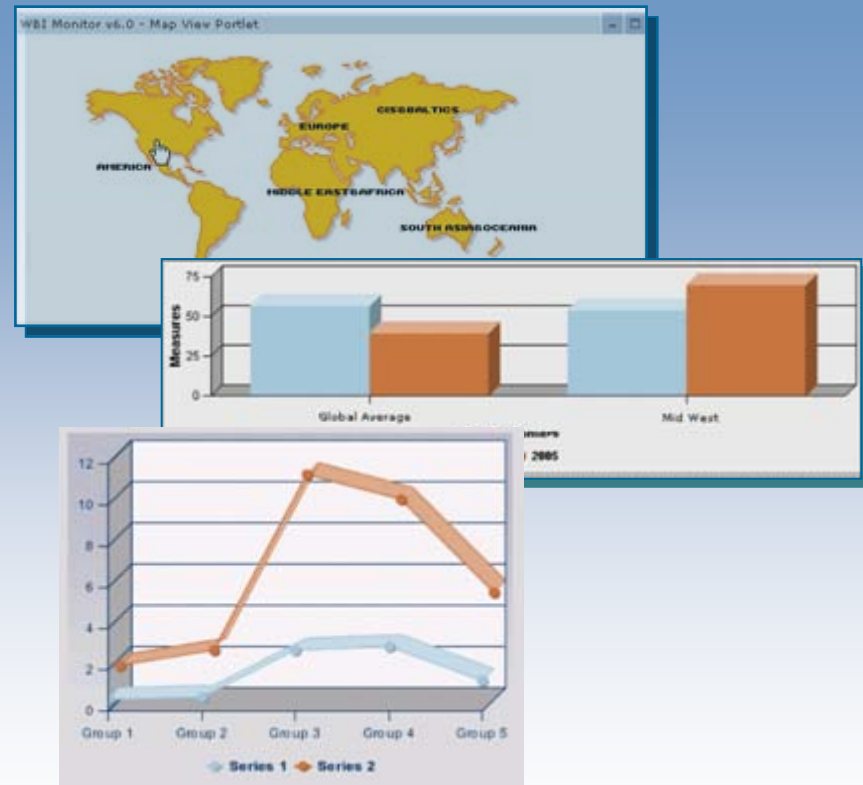 WBI Monitor v6.0 - Map View Portlet
CIS&BALTICS
EUROPE
AMERICA
MIDDLE EAST&AFRICA
SOUTH ASIA&OCEANIA
75
50
25
0
Measures
Global Average
Mid West
2005
12
10
8
6
4
2
0
Group 1
Group 2
Group 3
Group 4
Group 5
Series 1
Series 2